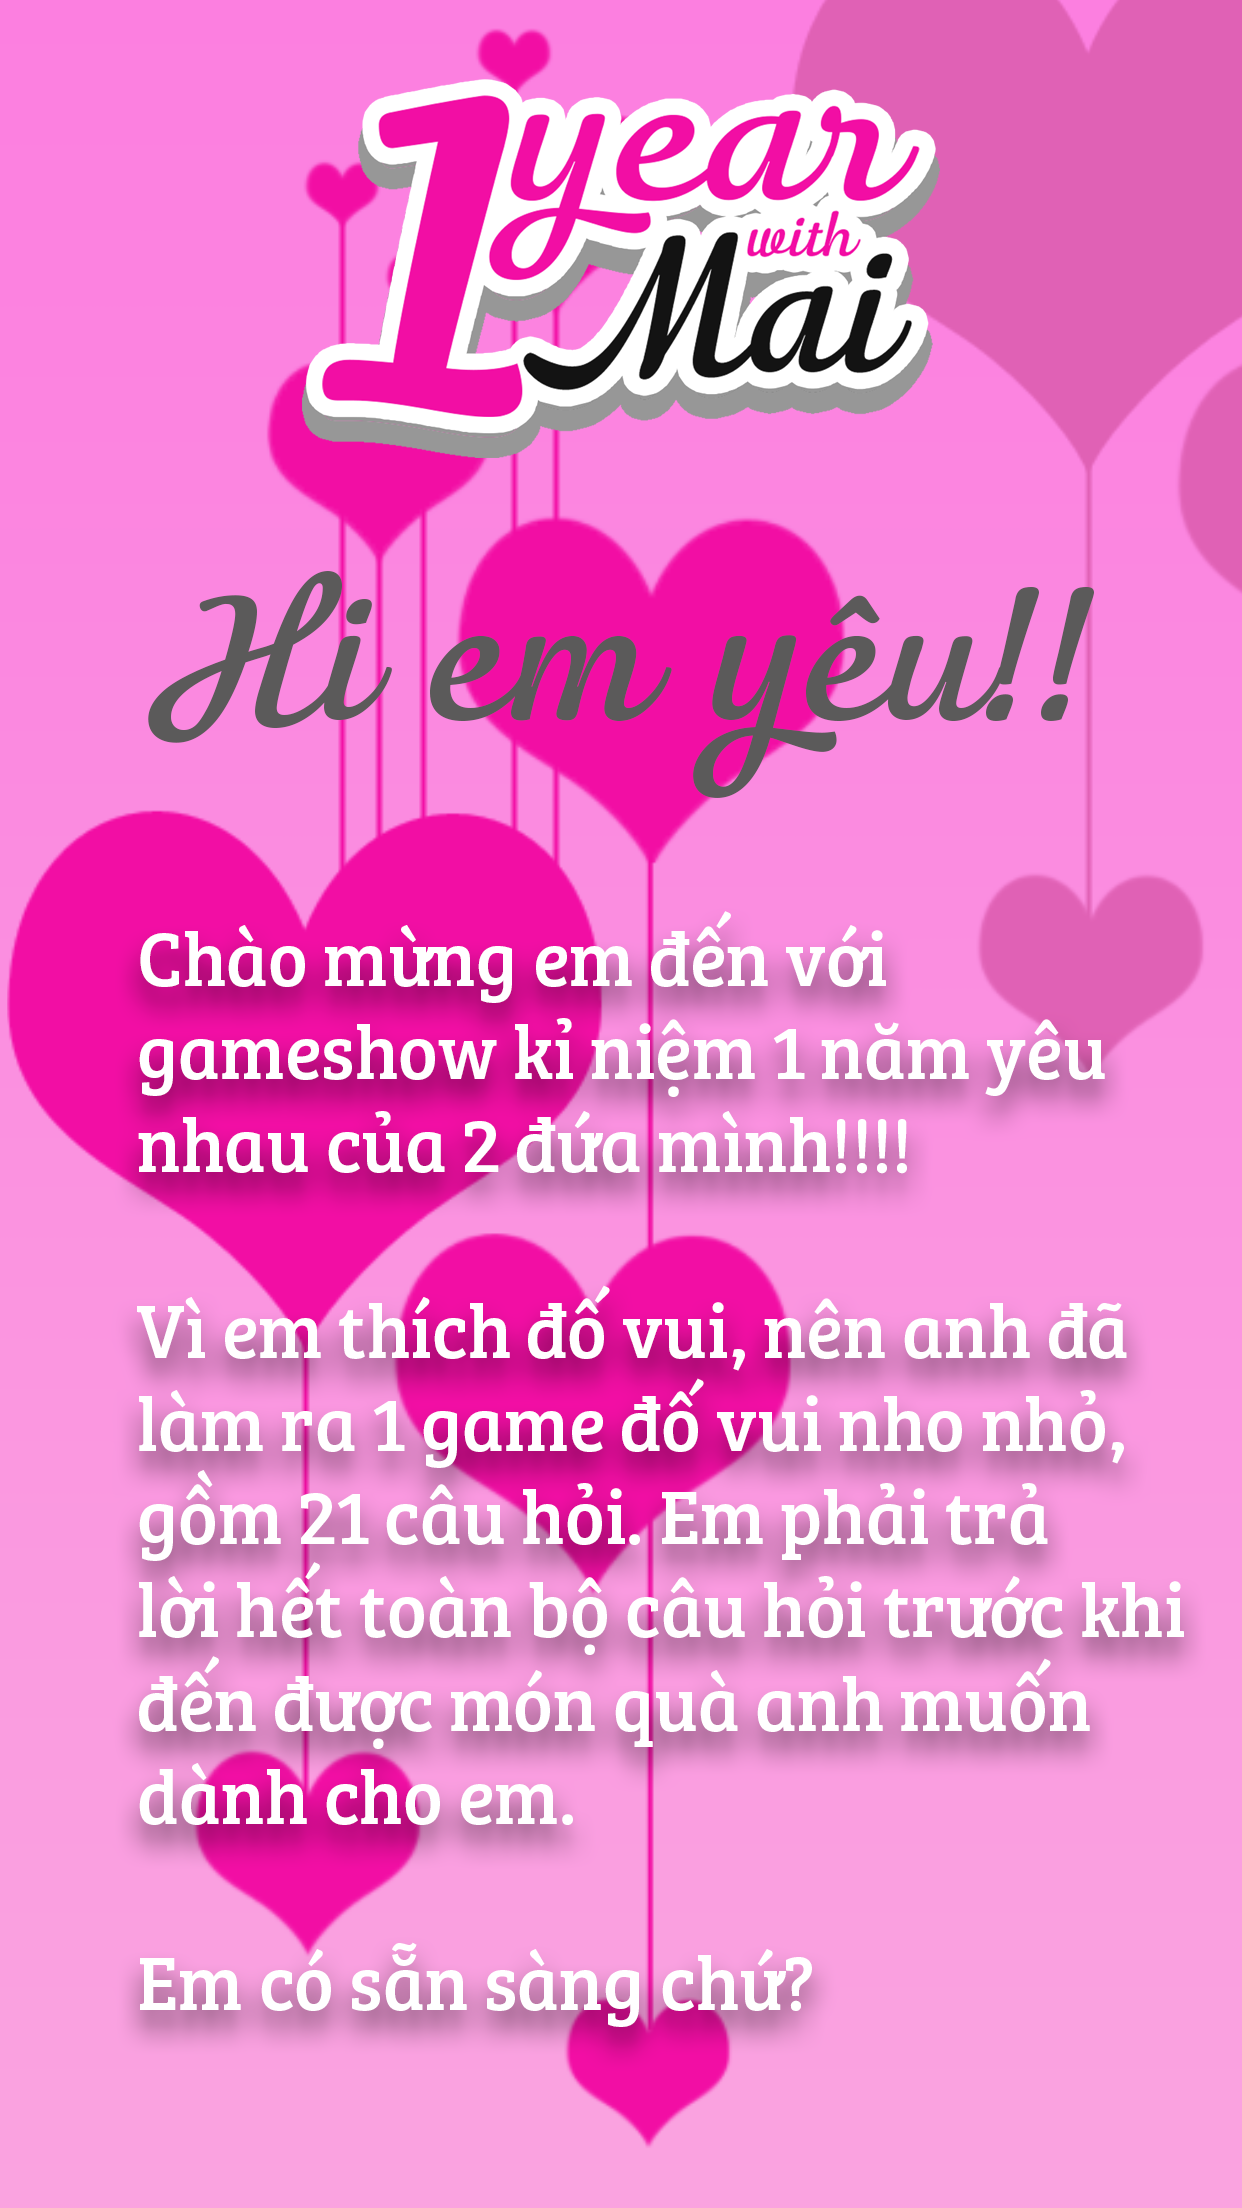 1 year
with
Mai
Hi em yêu!!
Chào mừng em đến với
gameshow kỉ niệm 1 năm yêu
nhau của 2 đứa mình!!!!
Vì em thích đố vui, nên anh đã
làm ra 1 game đố vui nho nhỏ,
gồm 21 câu hỏi. Em phải trả
lời hết toàn bộ câu hỏi trước khi
đến được món quà anh muốn
dành cho em.
Em có sẵn sàng chứ?